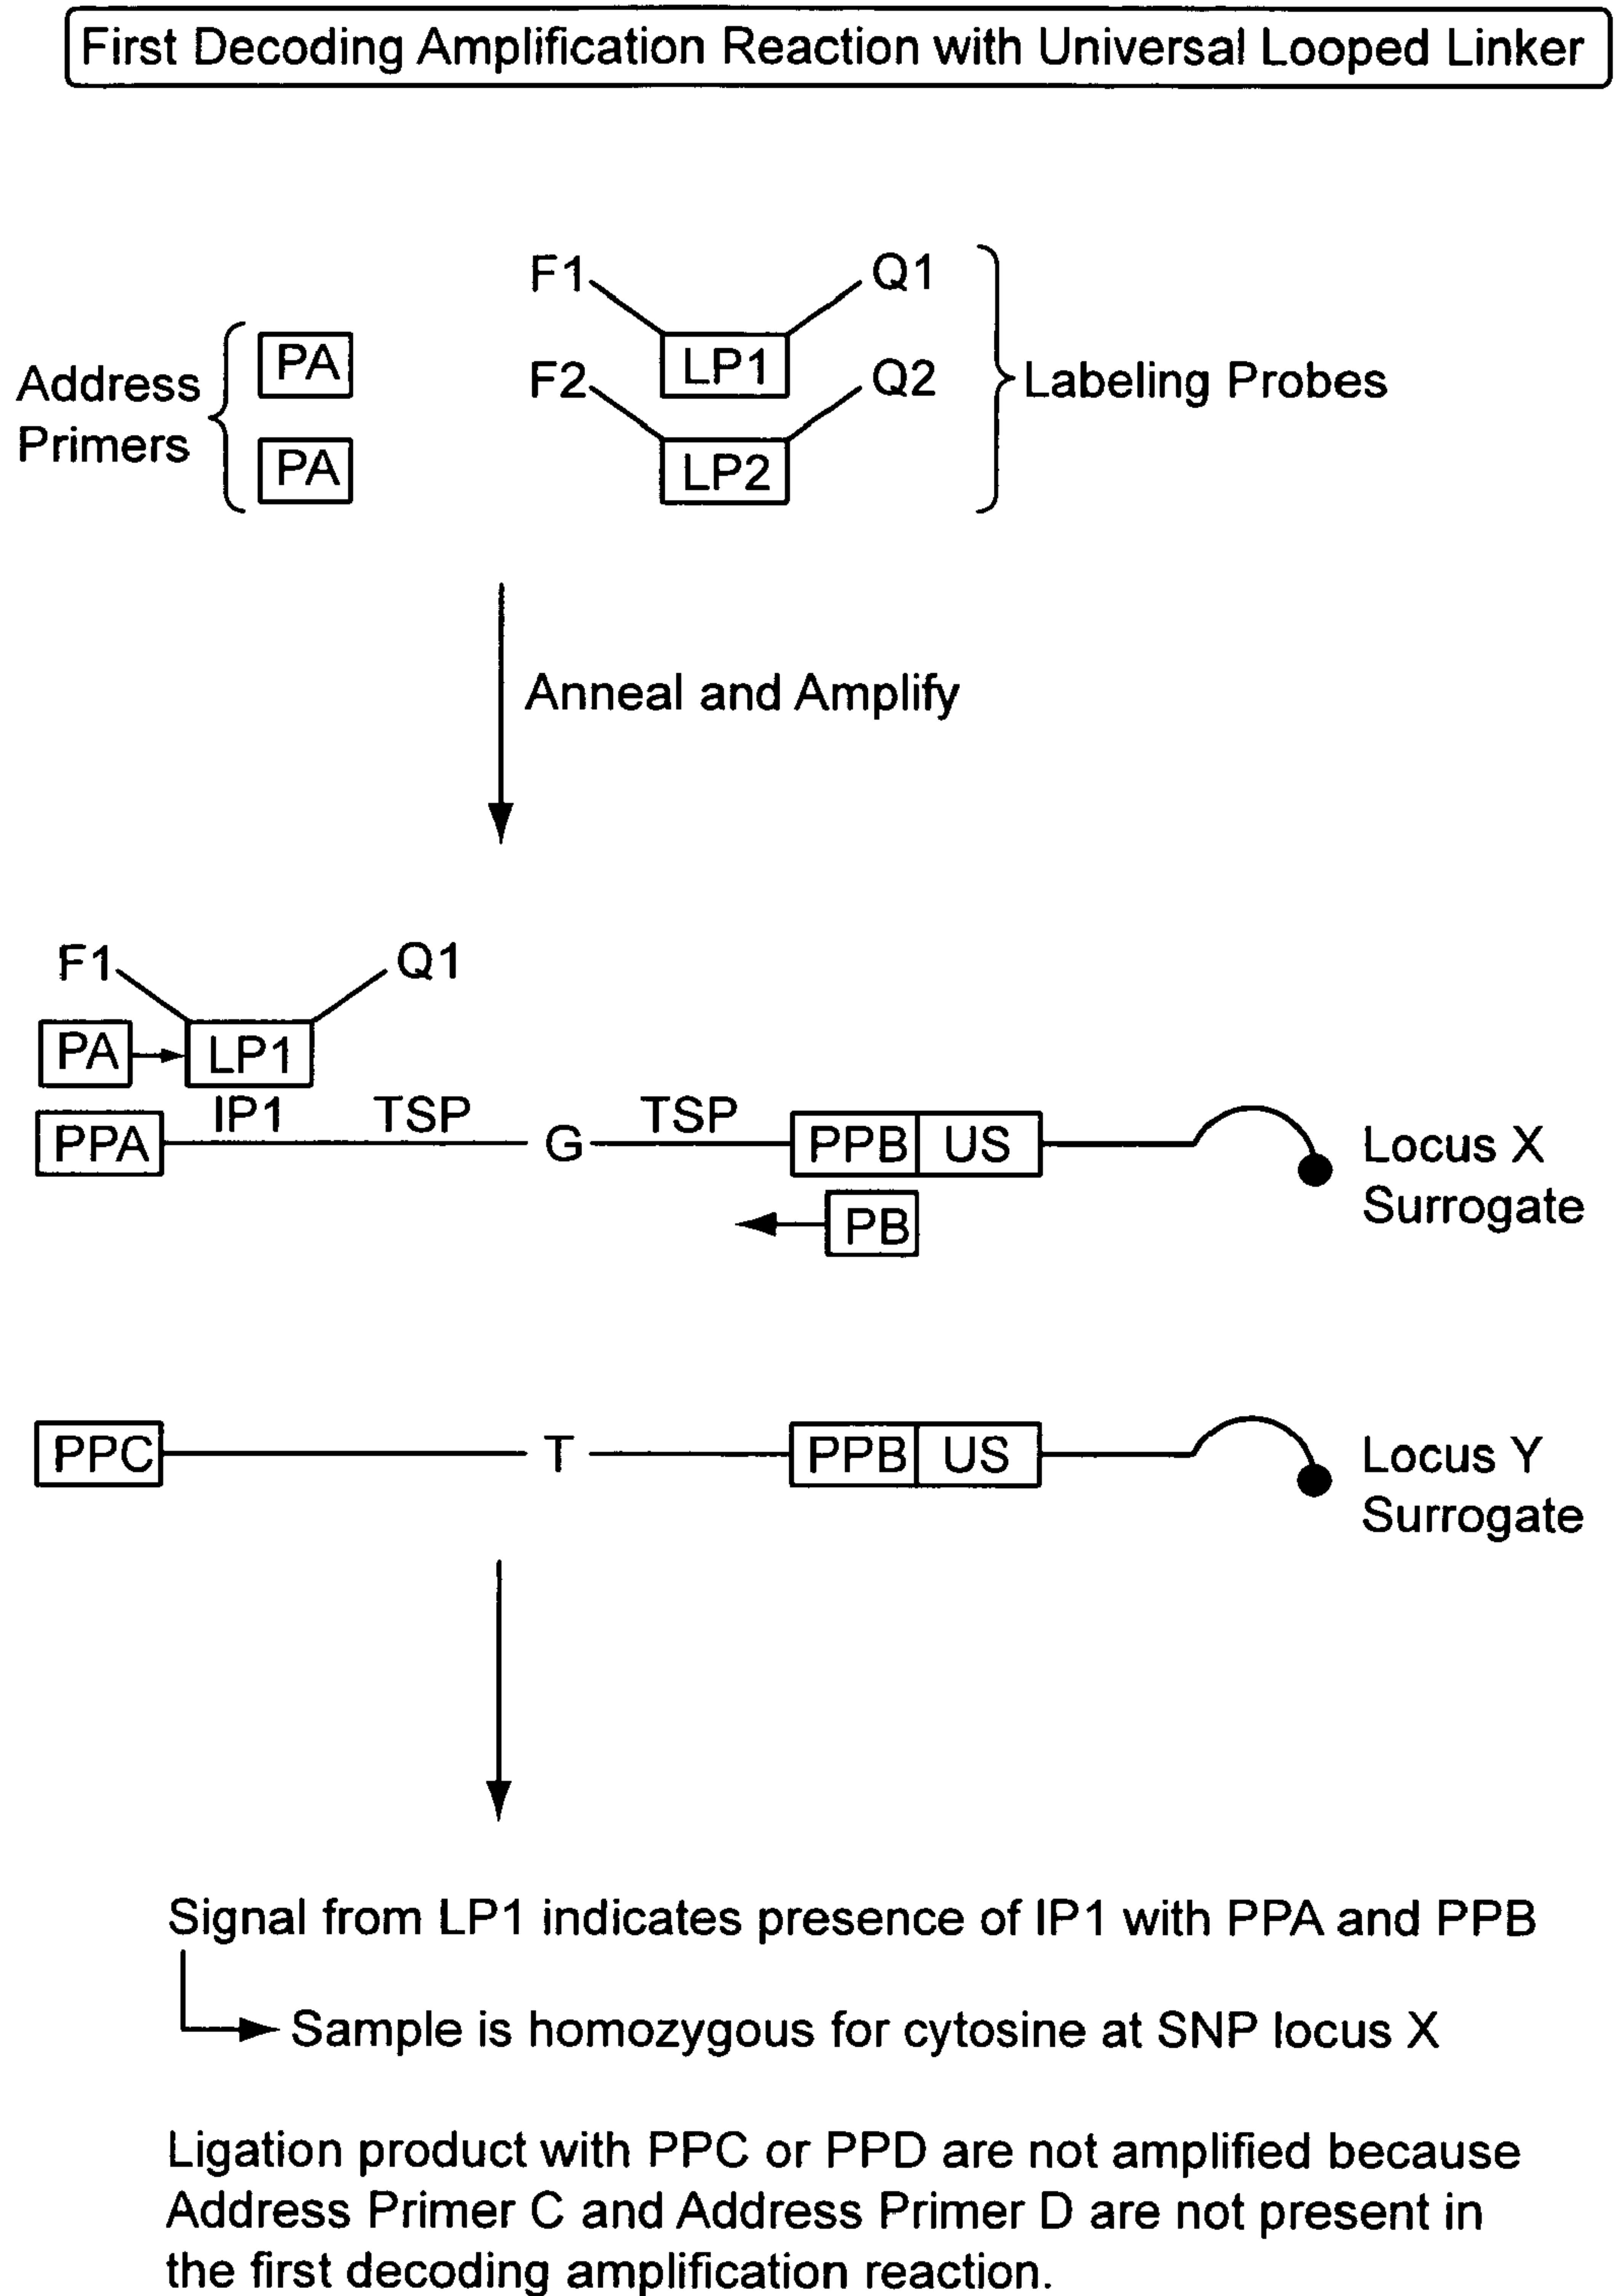 First Decoding Amplification Reaction with Universal Looped Linker
F1 Q1
Address Primers
PA
LP1
F2 Q2
Labeling Probes
PA
LP2
Anneal and Amplify
F1 Q1
PA LP1
IP1 TSP TSP
PPA G PPB US
Locus X
Surrogate
PB
PPC T PPB US
Locus Y
Surrogate
Signal from LP1 indicates presence of IP1 with PPA and PPB
Sample is homozygous for cytosine at SNP locus X
Ligation product with PPC or PPD are not amplified because
Address Primer C and Address Primer D are not present in
the first decoding amplification reaction.